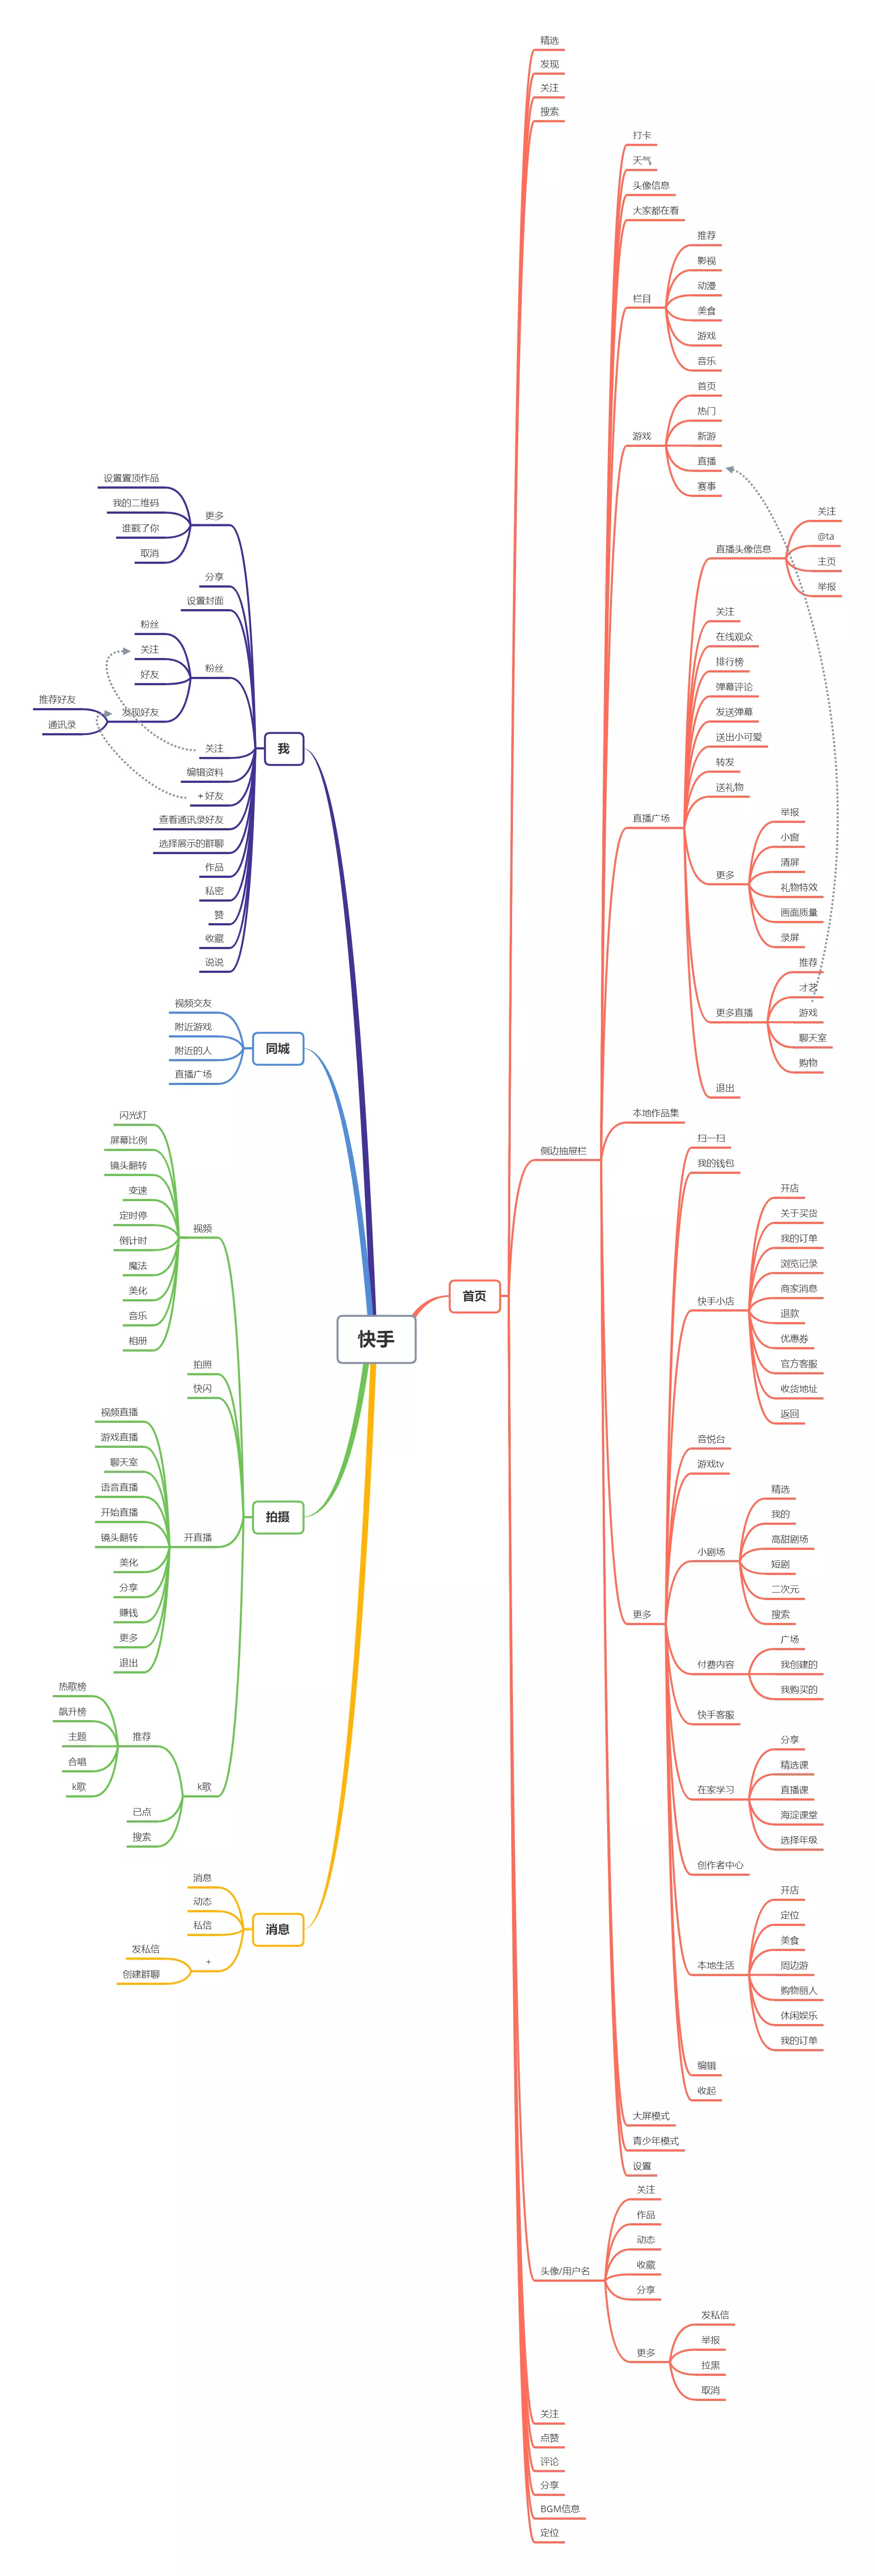 快手
首页
精选
发现
关注
搜索
侧边抽屉栏
打卡
天气
头像信息
大家都在看
栏目
推荐
影视
动漫
美食
游戏
音乐
游戏
首页
热门
新游
直播
赛事
直播广场
直播头像信息
关注
@ta
主页
举报
关注
在线观众
排行榜
弹幕评论
发送弹幕
送出小可爱
转发
送礼物
更多
举报
小窗
清屏
礼物特效
画面质量
录屏
更多直播
推荐
才艺
游戏
聊天室
购物
退出
本地作品集
更多
扫一扫
我的钱包
快手小店
开店
关于买货
我的订单
浏览记录
商家消息
退款
优惠券
官方客服
收货地址
返回
音悦台
游戏tv
小剧场
精选
我的
高甜剧场
短剧
二次元
搜索
付费内容
广场
我创建的
我购买的
快手客服
在家学习
分享
精选课
直播课
海淀课堂
选择年级
创作者中心
本地生活
开店
定位
美食
周边游
购物丽人
休闲娱乐
我的订单
编辑
收起
大屏模式
青少年模式
设置
头像/用户名
关注
作品
动态
收藏
分享
更多
发私信
举报
拉黑
取消
关注
点赞
评论
分享
BGM信息
定位
我
更多
设置置顶作品
我的二维码
谁戳了你
取消
分享
设置封面
粉丝
粉丝
关注
好友
发现好友
推荐好友
通讯录
关注
编辑资料
+ 好友
查看通讯录好友
选择展示的群聊
作品
私密
赞
收藏
说说
同城
视频交友
附近游戏
附近的人
直播广场
拍摄
视频
闪光灯
屏幕比例
镜头翻转
变速
定时停
倒计时
魔法
美化
音乐
相册
拍照
快闪
开直播
视频直播
游戏直播
聊天室
语音直播
开始直播
镜头翻转
美化
分享
赚钱
更多
退出
k歌
推荐
热歌榜
飙升榜
主题
合唱
k歌
已点
搜索
消息
消息
动态
私信
+
发私信
创建群聊